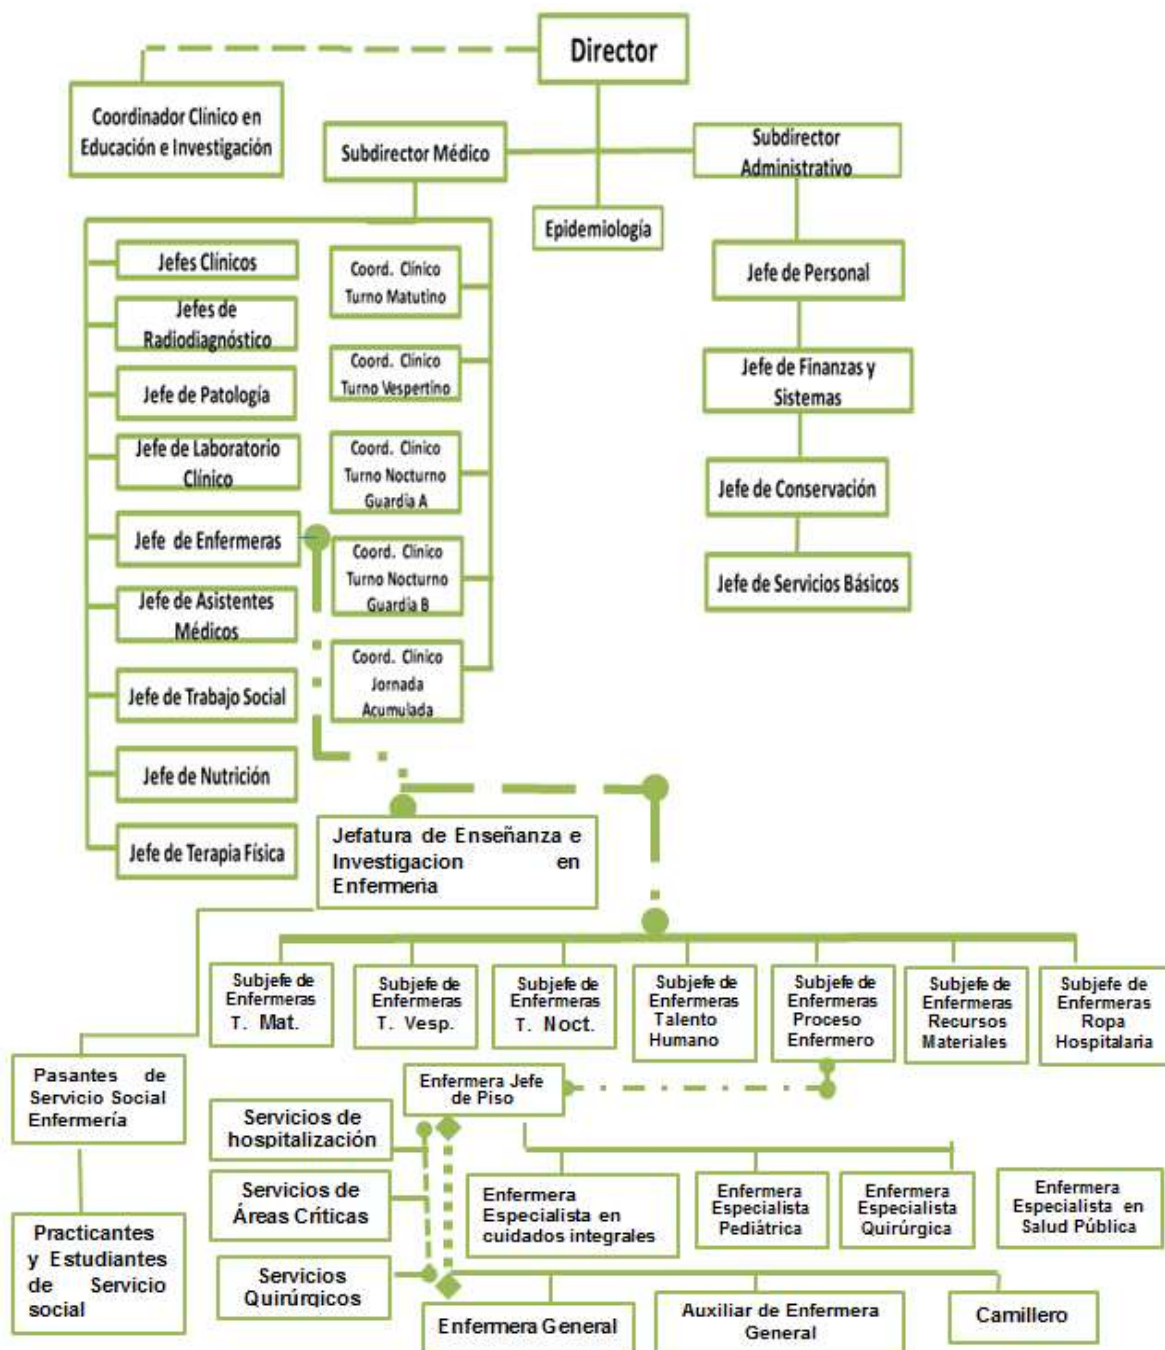 Director
Coordinador Clínico en
Educación e Investigación
Subdirector Médico
Subdirector
Administrativo
Epidemiología
Jefes Clínicos
Jefes de
Radiodiagnóstico
Jefe de Patología
Jefe de Laboratorio
Clínico
Jefe de Enfermeras
Jefe de Asistentes
Médicos
Jefe de Trabajo Social
Jefe de Nutrición
Jefe de Terapia Física
Coord. Clínico
Turno Matutino
Coord. Clínico
Turno Vespertino
Coord. Clínico
Turno Nocturno
Guardia A
Coord. Clínico
Turno Nocturno
Guardia B
Coord. Clínico
Jornada
Acumulada
Jefe de Personal
Jefe de Finanzas y
Sistemas
Jefe de Conservación
Jefe de Servicios Básicos
Jefatura de Enseñanza e
Investigacion en
Enfermería
Subjefe de
Enfermeras
T. Mat.
Subjefe de
Enfermeras
T. Vesp.
Subjefe de
Enfermeras
T. Noct.
Subjefe de
Enfermeras
Talento
Humano
Subjefe de
Enfermeras
Proceso
Enfermero
Subjefe de
Enfermeras
Recursos
Materiales
Subjefe de
Enfermeras
Ropa
Hospitalaria
Pasantes de
Servicio Social
Enfermería
Practicantes
y Estudiantes
de Servicio
social
Enfermera Jefe
de Piso
Servicios de
hospitalización
Servicios de
Áreas Críticas
Servicios
Quirúrgicos
Enfermera
Especialista en
cuidados integrales
Enfermera
Especialista
Pediátrica
Enfermera
Especialista
Quirúrgica
Enfermera
Especialista en
Salud Pública
Enfermera General
Auxiliar de Enfermera
General
Camillero